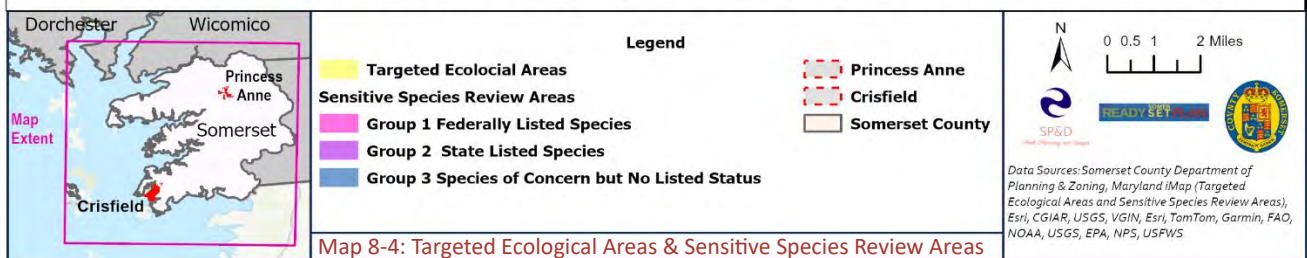 Dorchester
Wicomico
Princess
Anne
Map
Extent
Somerset
Crisfield
Legend
Targeted Ecolocial Areas
Sensitive Species Review Areas
Group 1 Federally Listed Species
Group 2 State Listed Species
Group 3 Species of Concern but No Listed Status
Princess Anne
Crisfield
Somerset County
Map 8-4: Targeted Ecological Areas & Sensitive Species Review Areas
N
0 0.5 1 2 Miles
SP&D
READY SET
SOMERSET
COUNTY
Data Sources:Somerset County Department of
Planning & Zoning, Maryland iMap (Targeted
Ecological Areas and Sensitive Species Review Areas),
Esri, CGIAR, USGS, VGIN, Esri, TomTom, Garmin, FAO,
NOAA, USGS, EPA, NPS, USFWS